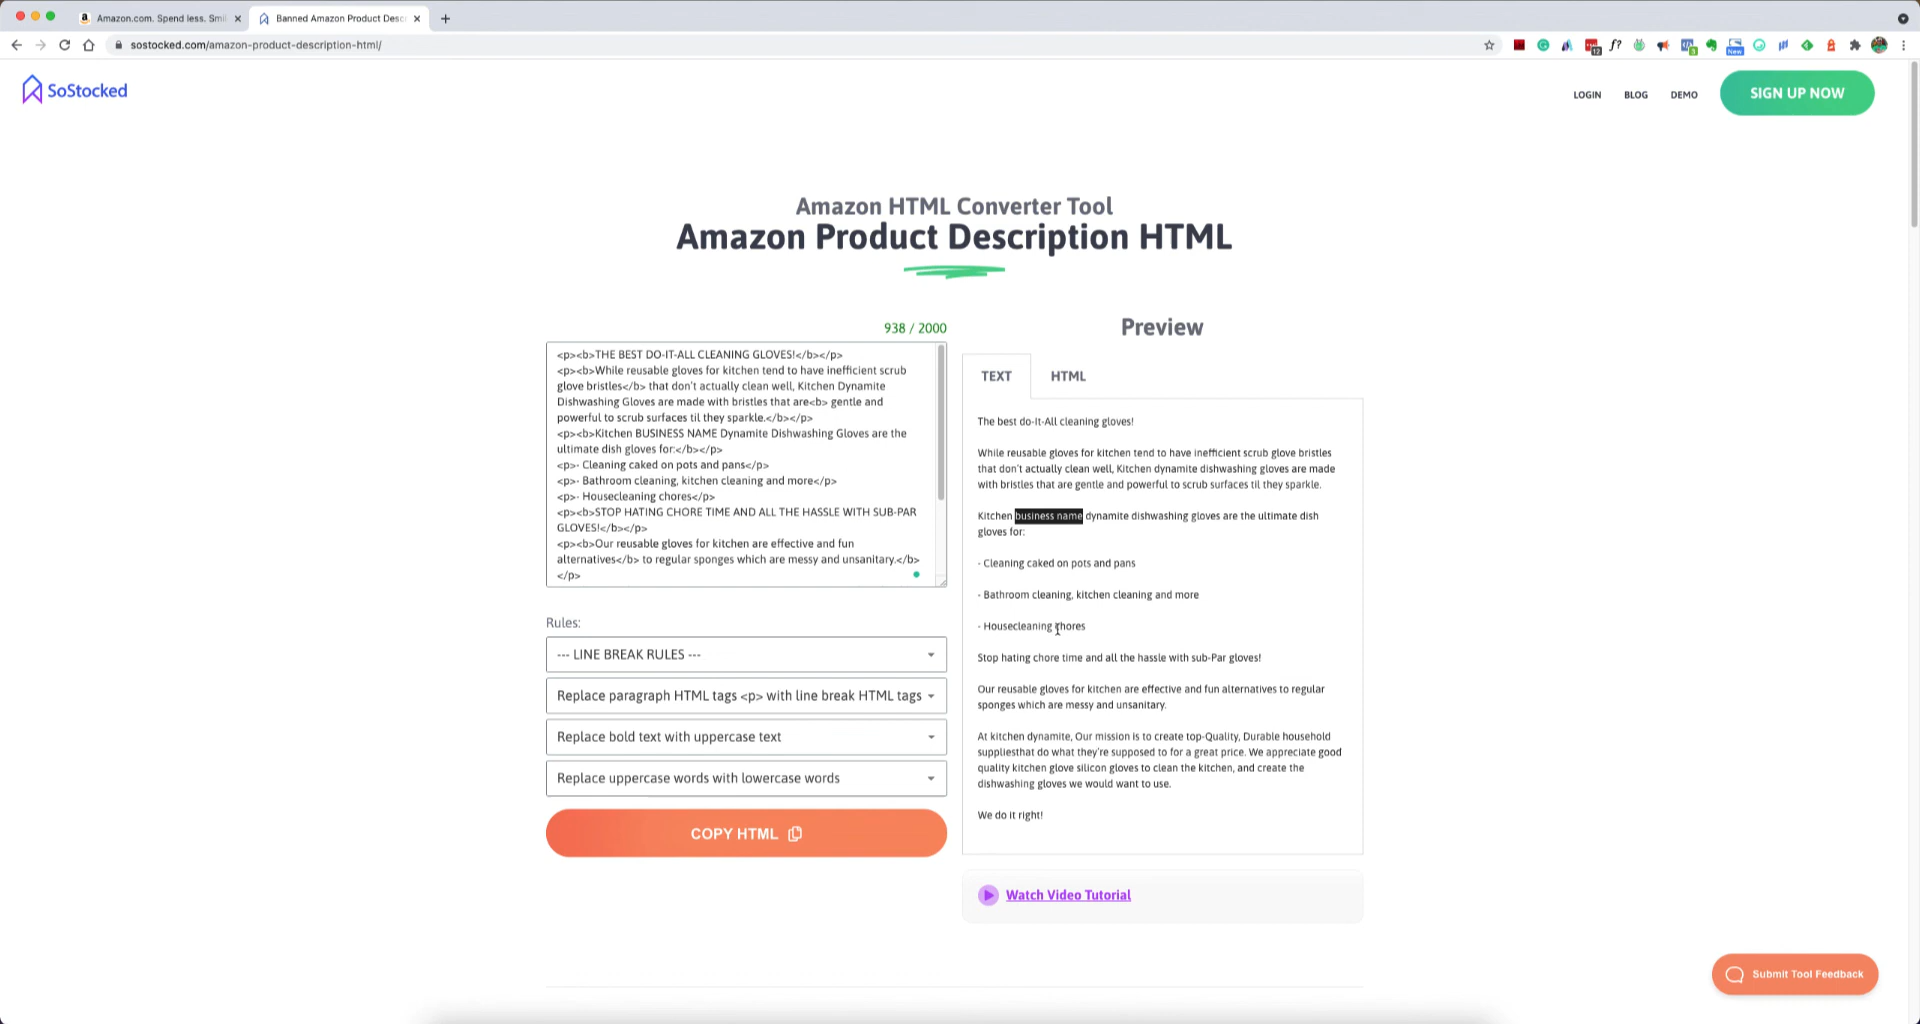 Amazon.com. Spend less. Smi
Banned Amazon Product Desc
sostocked.com/amazon-product-description-html/
SoStocked
LOGIN
BLOG
DEMO
SIGN UP NOW
Amazon HTML Converter Tool
Amazon Product Description HTML
938 / 2000
Preview
<p><b>THE BEST DO-IT-ALL CLEANING GLOVES!</b></p>
<p><b>While reusable gloves for kitchen tend to have inefficient scrub
glove bristles</b> that don't actually clean well, Kitchen Dynamite
Dishwashing Gloves are made with bristles that are<b> gentle and
powerful to scrub surfaces til they sparkle.</b></p>
<p><b>Kitchen BUSINESS NAME Dynamite Dishwashing Gloves are the
ultimate dish gloves for:</b></p>
<p>- Cleaning caked on pots and pans</p>
<p>- Bathroom cleaning, kitchen cleaning and more</p>
<p>- Housecleaning chores</p>
<p><b>STOP HATING CHORE TIME AND ALL THE HASSLE WITH SUB-PAR
GLOVES!</b></p>
<p><b>Our reusable gloves for kitchen are effective and fun
alternatives</b> to regular sponges which are messy and unsanitary.</b>
</p>
Rules:
--- LINE BREAK RULES ---
Replace paragraph HTML tags <p> with line break HTML tags
Replace bold text with uppercase text
Replace uppercase words with lowercase words
COPY HTML
TEXT
HTML
The best do-It-All cleaning gloves!
While reusable gloves for kitchen tend to have inefficient scrub glove bristles
that don't actually clean well, Kitchen dynamite dishwashing gloves are made
with bristles that are gentle and powerful to scrub surfaces til they sparkle.
Kitchen business name dynamite dishwashing gloves are the ultimate dish
gloves for:
- Cleaning caked on pots and pans
- Bathroom cleaning, kitchen cleaning and more
- Housecleaning chores
Stop hating chore time and all the hassle with sub-Par gloves!
Our reusable gloves for kitchen are effective and fun alternatives to regular
sponges which are messy and unsanitary.
At kitchen dynamite, Our mission is to create top-Quality, Durable household
suppliesthat do what they're supposed to for a great price. We appreciate good
quality kitchen glove silicon gloves to clean the kitchen, and create the
dishwashing gloves we would want to use.
We do it right!
Watch Video Tutorial
Submit Tool Feedback